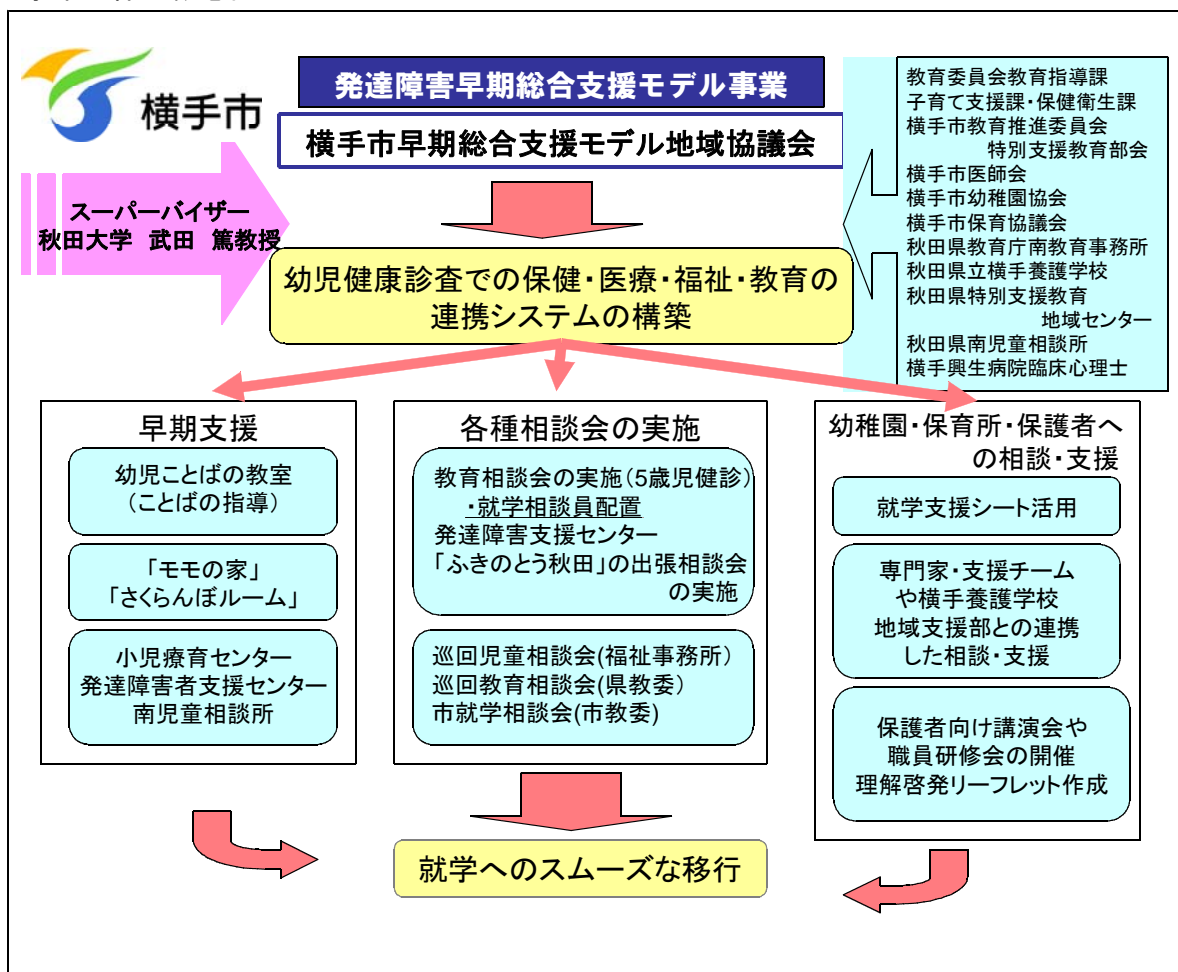 横手市
発達障害早期総合支援モデル事業
横手市早期総合支援モデル地域協議会
スーパーバイザー
秋田大学 武田 篤教授
教育委員会教育指導課
子育て支援課・保健衛生課
横手市教育推進委員会
特別支援教育部会
横手市医師会
横手市幼稚園協会
横手市保育協議会
秋田県教育庁南教育事務所
秋田県立横手養護学校
秋田県特別支援教育
地域センター
秋田県南児童相談所
横手興生病院臨床心理士
幼児健康診査での保健・医療・福祉・教育の
連携システムの構築
早期支援
幼児ことばの教室
(ことばの指導)
「モモの家」
「さくらんぼルーム」
小児療育センター
発達障害者支援センター
南児童相談所
各種相談会の実施
教育相談会の実施(5歳児健診)
・就学相談員配置
発達障害支援センター
「ふきのとう秋田」の出張相談会
の実施
巡回児童相談会(福祉事務所)
巡回教育相談会(県教委)
市就学相談会(市教委)
幼稚園・保育所・保護者へ
の相談・支援
就学支援シート活用
専門家・支援チーム
や横手養護学校
地域支援部との連携
した相談・支援
保護者向け講演会や
職員研修会の開催
理解啓発リーフレット作成
就学へのスムーズな移行